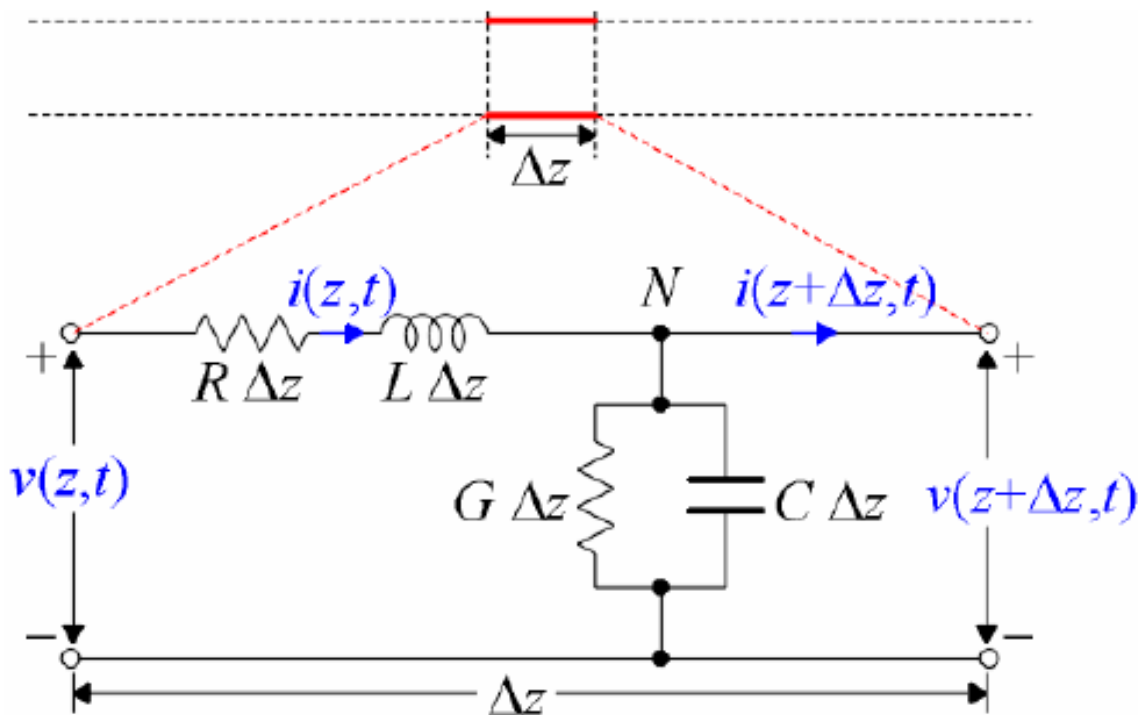 Δz
i(z,t) N i(z+Δz,t)
+ R Δz L Δz +
v(z,t) G Δz C Δz v(z+Δz,t)
− −
Δz